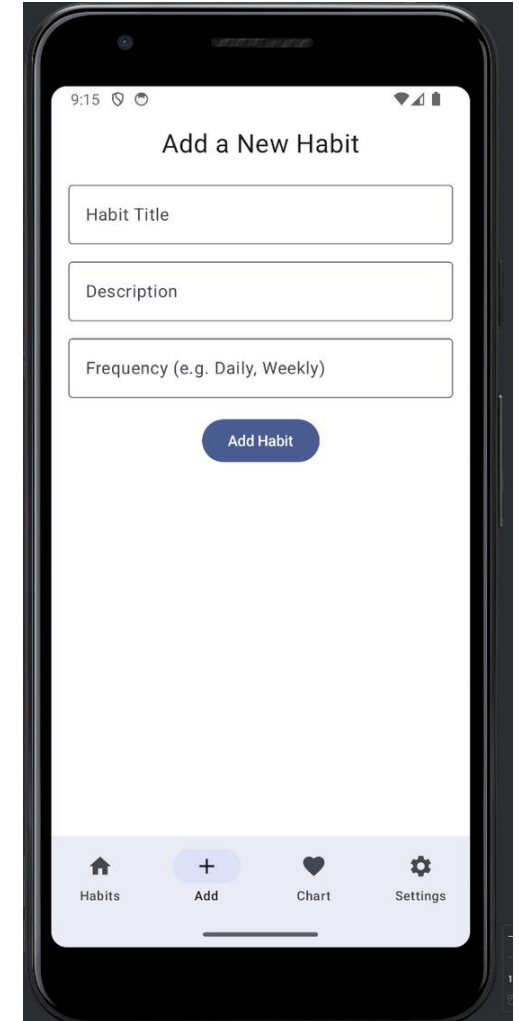 9:15
Add a New Habit
Habit Title
Description
Frequency (e.g. Daily, Weekly)
Add Habit
Habits
Add
Chart
Settings